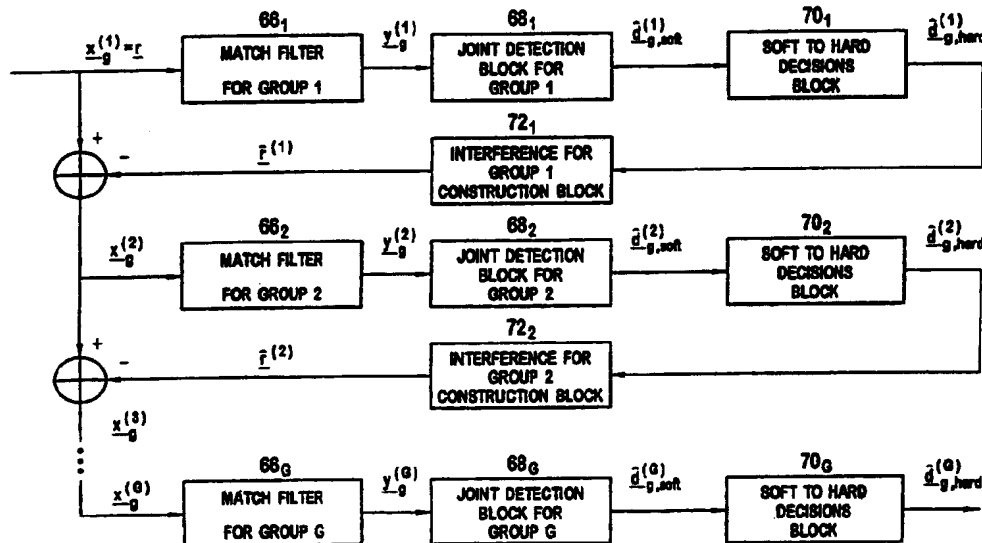 x_g^(1)=r
66₁
MATCH FILTER
FOR GROUP 1
y_g^(1)
68₁
JOINT DETECTION
BLOCK FOR
GROUP 1
d̂_g,soft^(1)
70₁
SOFT TO HARD
DECISIONS
BLOCK
d̂_g,hard^(1)
+
−
r̂^(1)
72₁
INTERFERENCE FOR
GROUP 1
CONSTRUCTION BLOCK
x_g^(2)
66₂
MATCH FILTER
FOR GROUP 2
y_g^(2)
68₂
JOINT DETECTION
BLOCK FOR
GROUP 2
d̂_g,soft^(2)
70₂
SOFT TO HARD
DECISIONS
BLOCK
d̂_g,hard^(2)
+
−
r̂^(2)
72₂
INTERFERENCE FOR
GROUP 2
CONSTRUCTION BLOCK
x_g^(3)
x_g^(G)
66_G
MATCH FILTER
FOR GROUP G
y_g^(G)
68_G
JOINT DETECTION
BLOCK FOR
GROUP G
d̂_g,soft^(G)
70_G
SOFT TO HARD
DECISIONS
BLOCK
d̂_g,hard^(G)